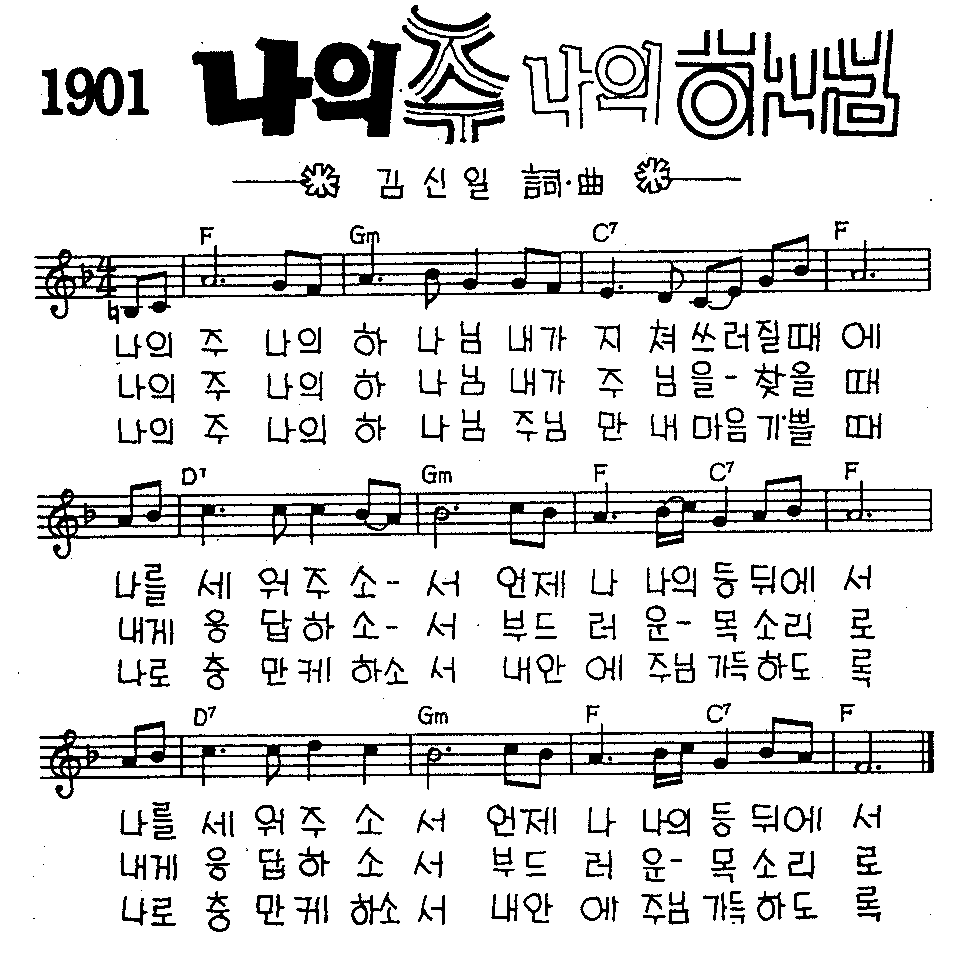 1901 나의 주 나의 하나님
김신일 詞·曲
F Gm C7 F
나의 주 나의 하 나 님 내가 지 쳐 쓰러질때 에
나의 주 나의 하 나 님 내가 주 님 을- 찾을 때
나의 주 나의 하 나님 주님 만 내 마음 기쁠 때
D7 Gm F C7 F
나를 세 워 주 소- 서 언제 나 나의 등 뒤에 서
내게 응 답 하 소- 서 부드 러 운- 목 소리 로
나로 충 만 케 하소 서 내안 에 주님 가득하도 록
D7 Gm F C7 F
나를 세 워 주 소 서 언제 나 나의 등 뒤에 서
내게 응 답 하 소 서 부드 러 운- 목 소리 로
나로 충 만 케 하소 서 내안 에 주님 가득하도 록